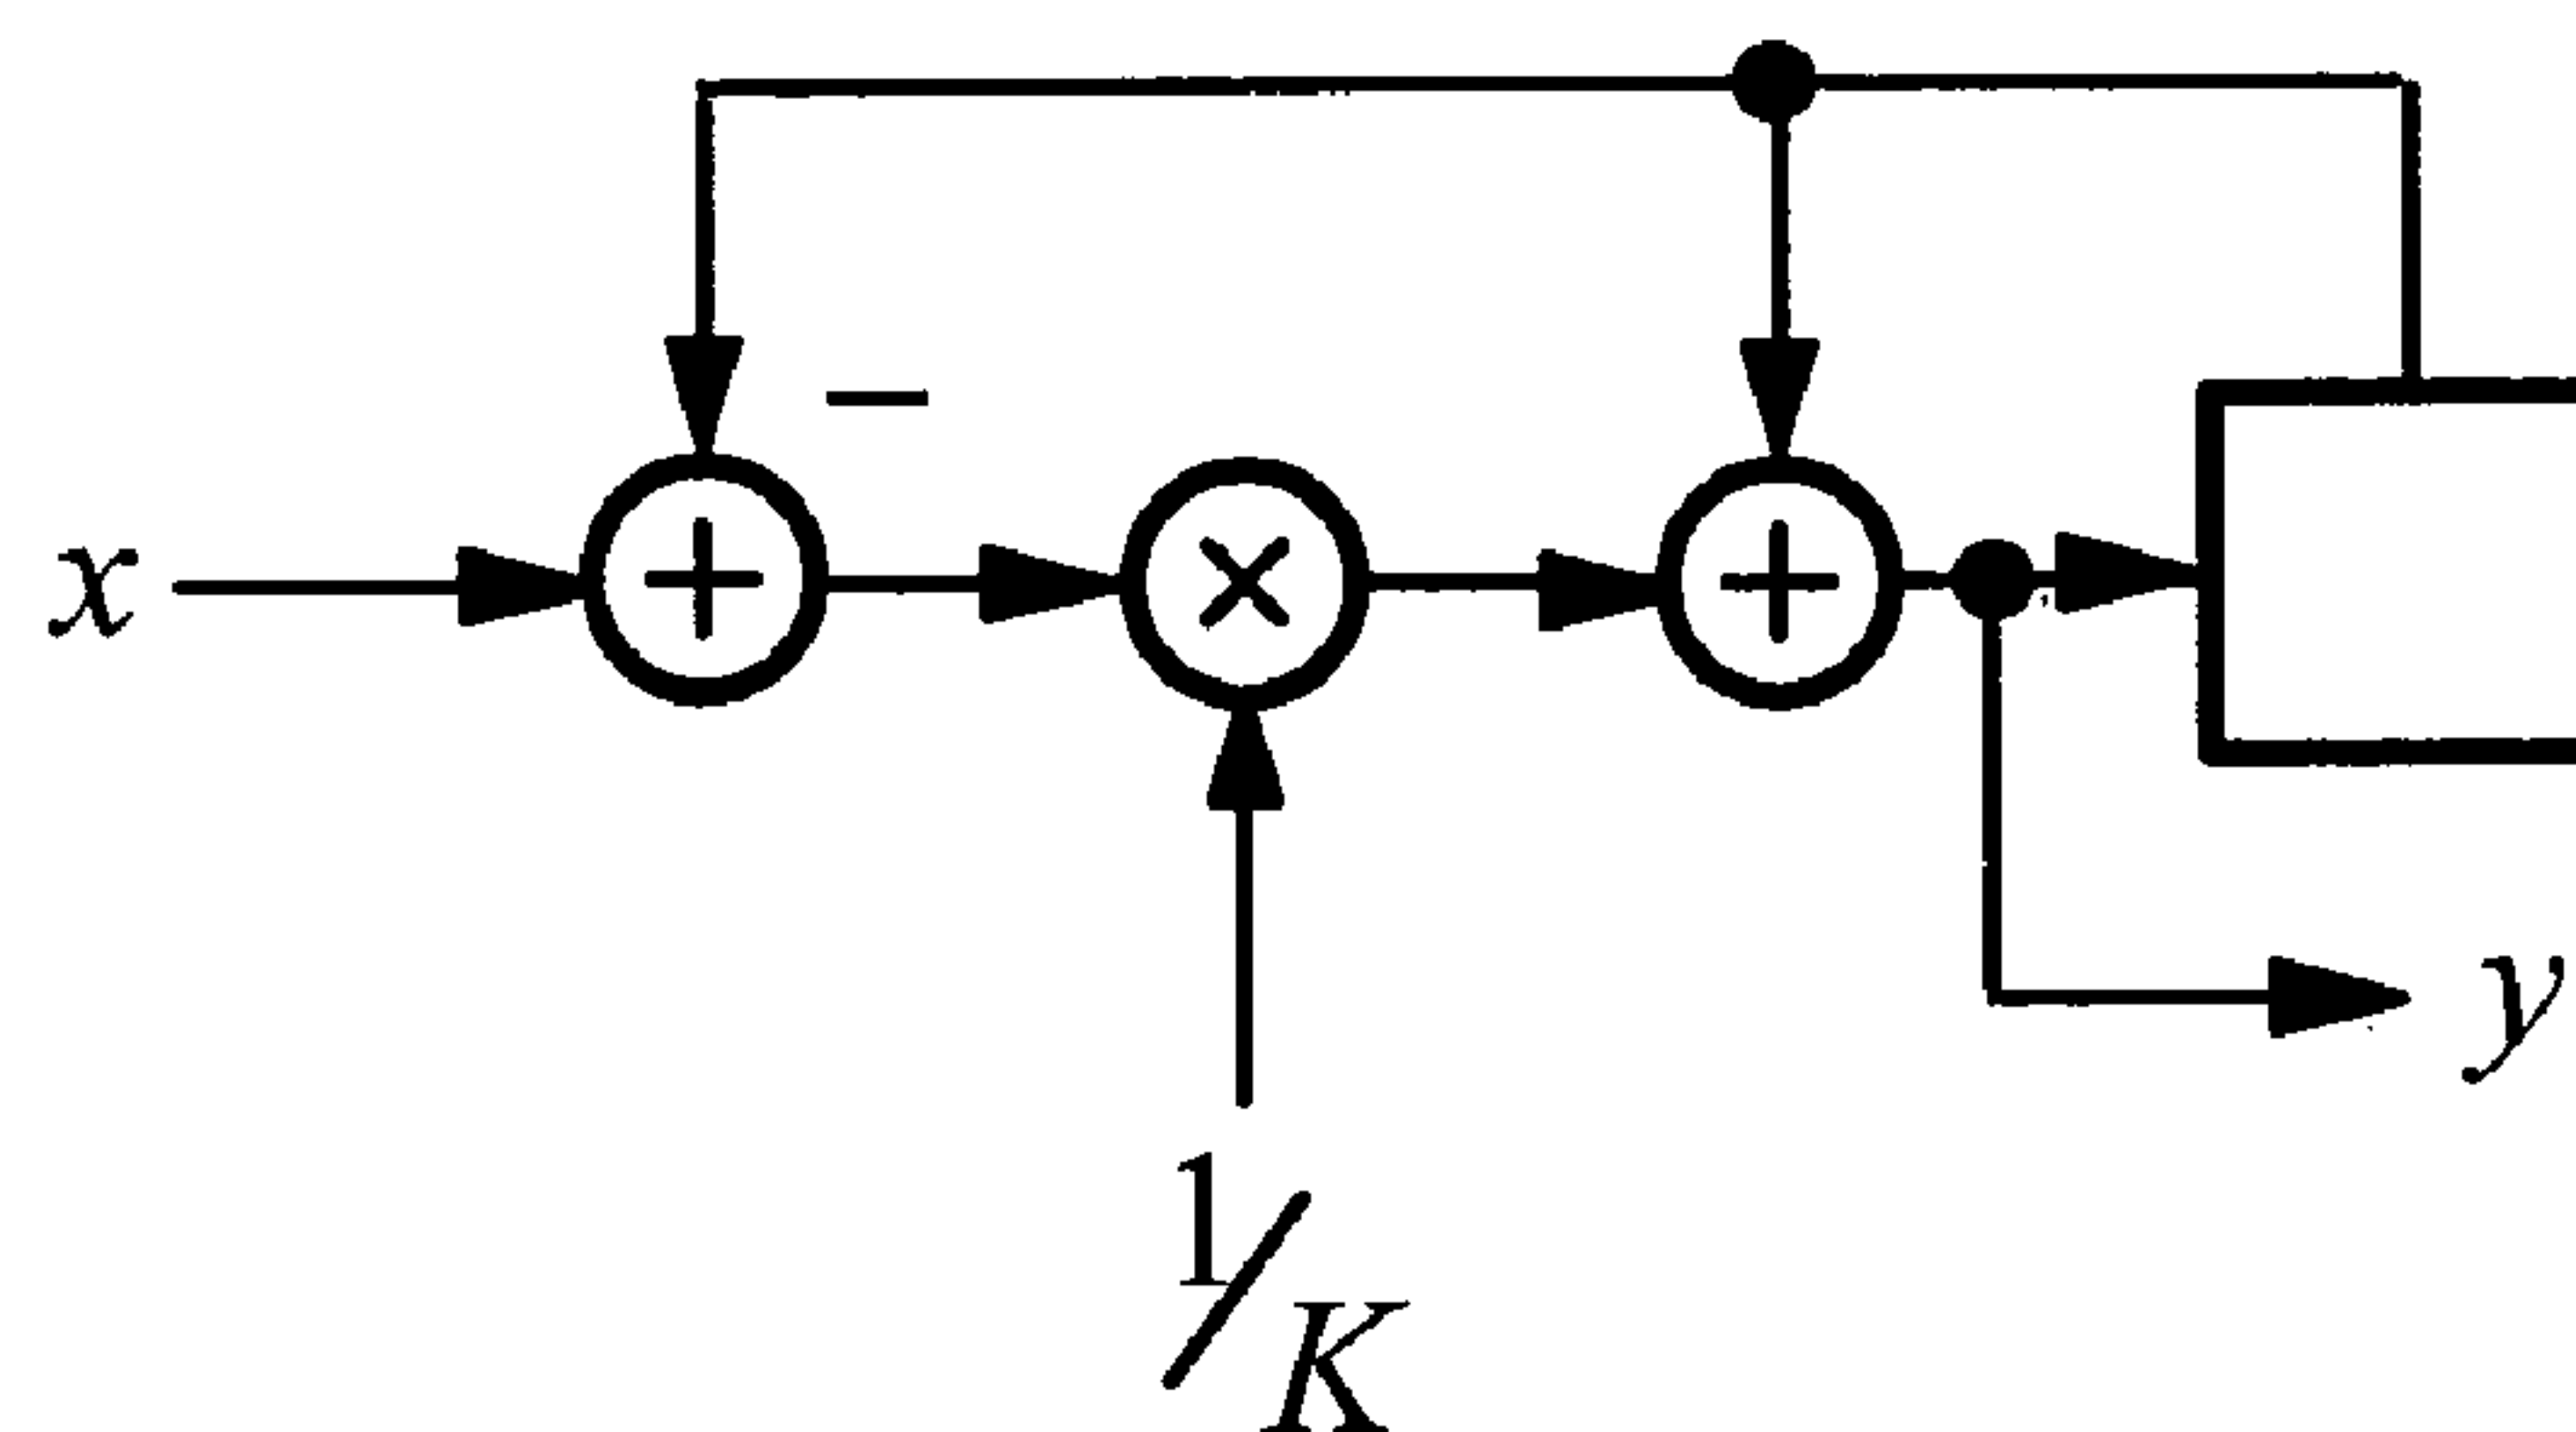 −
+
×
+
x
y
1/K